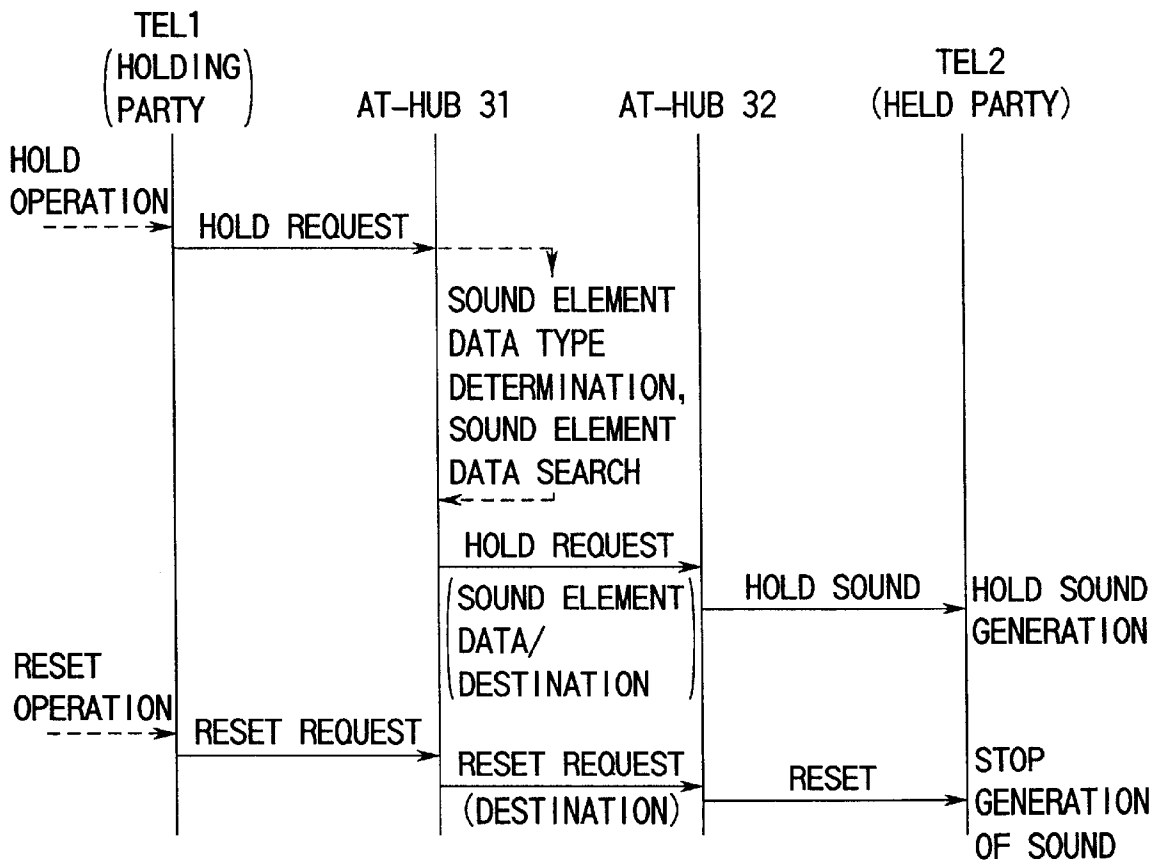 TEL1
(HOLDING
PARTY)
AT-HUB 31
AT-HUB 32
TEL2
(HELD PARTY)
HOLD
OPERATION
HOLD REQUEST
SOUND ELEMENT
DATA TYPE
DETERMINATION,
SOUND ELEMENT
DATA SEARCH
HOLD REQUEST
(SOUND ELEMENT
DATA/
DESTINATION)
HOLD SOUND
HOLD SOUND
GENERATION
RESET
OPERATION
RESET REQUEST
RESET REQUEST
(DESTINATION)
RESET
STOP
GENERATION
OF SOUND